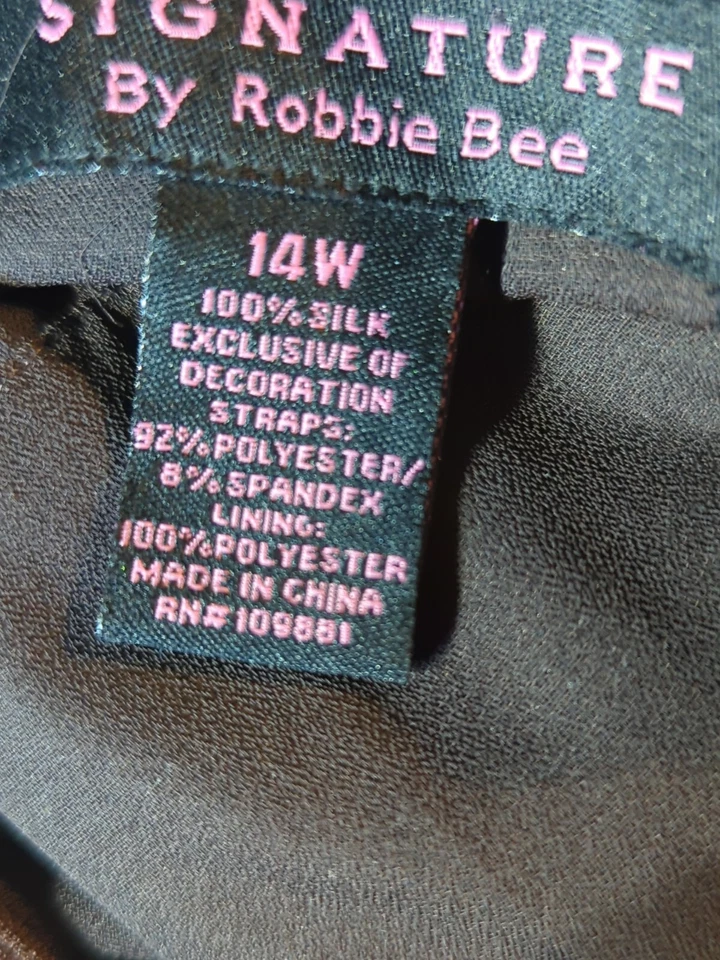 SIGNATURE
By Robbie Bee
14W
100% SILK
EXCLUSIVE OF
DECORATION
STRAPS:
92% POLYESTER/
8% SPANDEX
LINING:
100% POLYESTER
MADE IN CHINA
RN# 109881